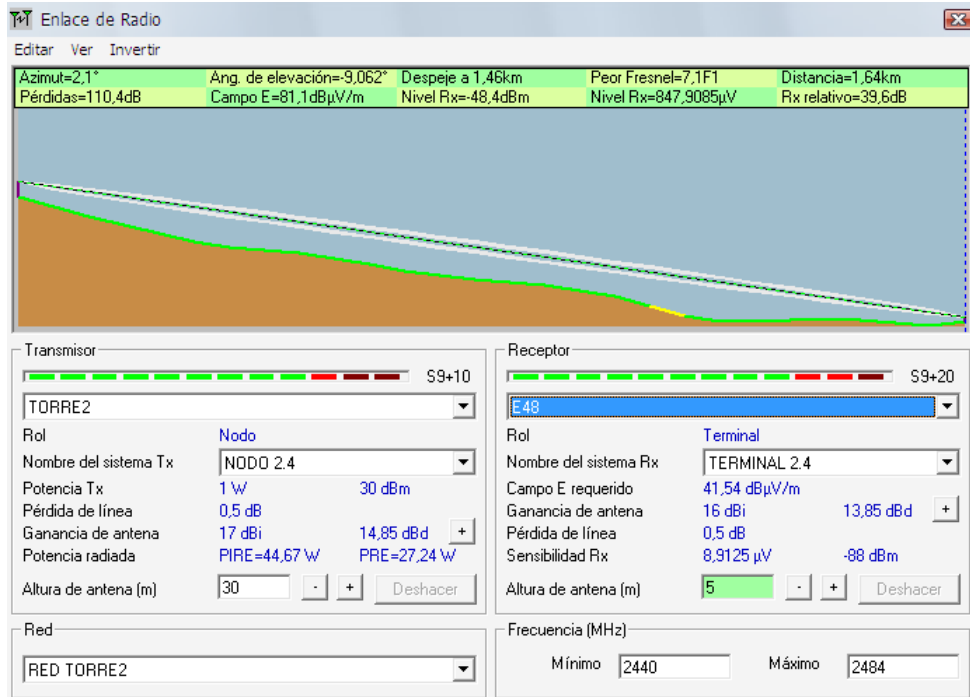 Enlace de Radio
Editar Ver Invertir
Azimut=2,1° Ang. de elevación=-9,062° Despeje a 1,46km Peor Fresnel=7,1F1 Distancia=1,64km
Pérdidas=110,4dB Campo E=81,1dBµV/m Nivel Rx=-48,4dBm Nivel Rx=847,9085µV Rx relativo=39,6dB
Transmisor
S9+10
TORRE2
Rol Nodo
Nombre del sistema Tx NODO 2.4
Potencia Tx 1 W 30 dBm
Pérdida de línea 0,5 dB
Ganancia de antena 17 dBi 14,85 dBd +
Potencia radiada PIRE=44,67 W PRE=27,24 W
Altura de antena (m) 30 - + Deshacer
Red
RED TORRE2
Receptor
S9+20
E48
Rol Terminal
Nombre del sistema Rx TERMINAL 2.4
Campo E requerido 41,54 dBµV/m
Ganancia de antena 16 dBi 13,85 dBd +
Pérdida de línea 0,5 dB
Sensibilidad Rx 8,9125 µV -88 dBm
Altura de antena (m) 5 - + Deshacer
Frecuencia (MHz)
Mínimo 2440 Máximo 2484